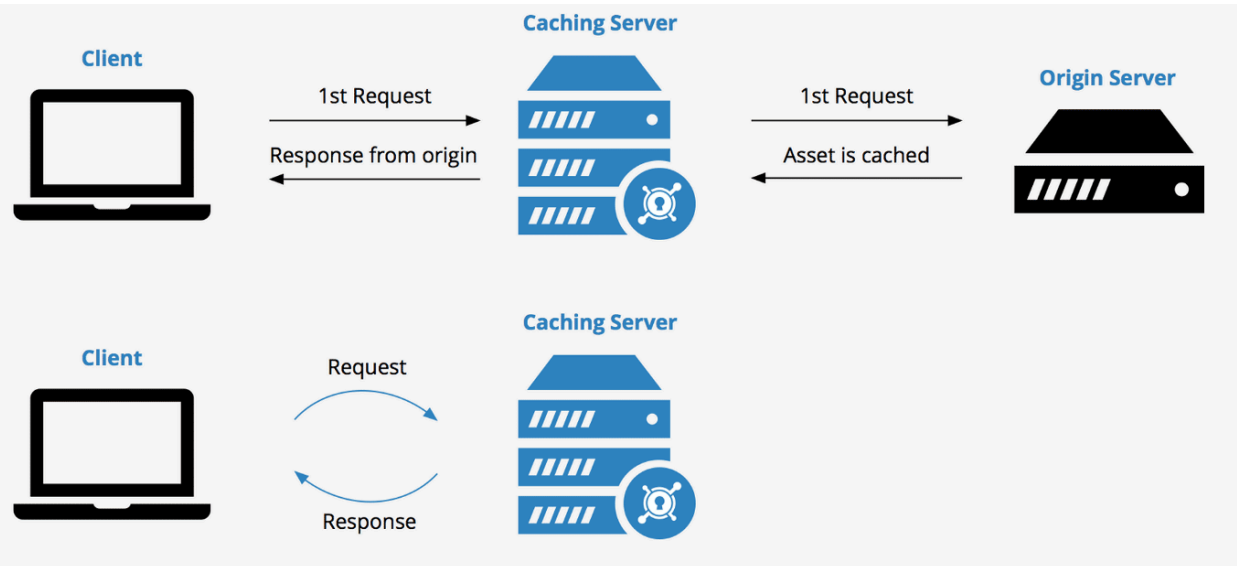 Caching Server
Client
Origin Server
1st Request
1st Request
Response from origin
Asset is cached
Caching Server
Client
Request
Response